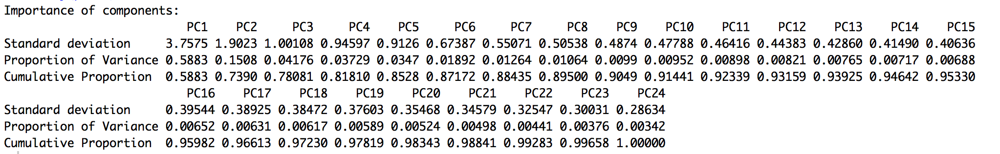 Importance of components:
PC1 PC2 PC3 PC4 PC5 PC6 PC7 PC8 PC9 PC10 PC11 PC12 PC13 PC14 PC15
Standard deviation 3.7575 1.9023 1.00108 0.94597 0.9126 0.67387 0.55071 0.50538 0.4874 0.47788 0.46416 0.44383 0.42860 0.41490 0.40636
Proportion of Variance 0.5883 0.1508 0.04176 0.03729 0.0347 0.01892 0.01264 0.01064 0.0099 0.00952 0.00898 0.00821 0.00765 0.00717 0.00688
Cumulative Proportion 0.5883 0.7390 0.78081 0.81810 0.8528 0.87172 0.88435 0.89500 0.9049 0.91441 0.92339 0.93159 0.93925 0.94642 0.95330
PC16 PC17 PC18 PC19 PC20 PC21 PC22 PC23 PC24
Standard deviation 0.39544 0.38925 0.38472 0.37603 0.35468 0.34579 0.32547 0.30031 0.28634
Proportion of Variance 0.00652 0.00631 0.00617 0.00589 0.00524 0.00498 0.00441 0.00376 0.00342
Cumulative Proportion 0.95982 0.96613 0.97230 0.97819 0.98343 0.98841 0.99283 0.99658 1.00000